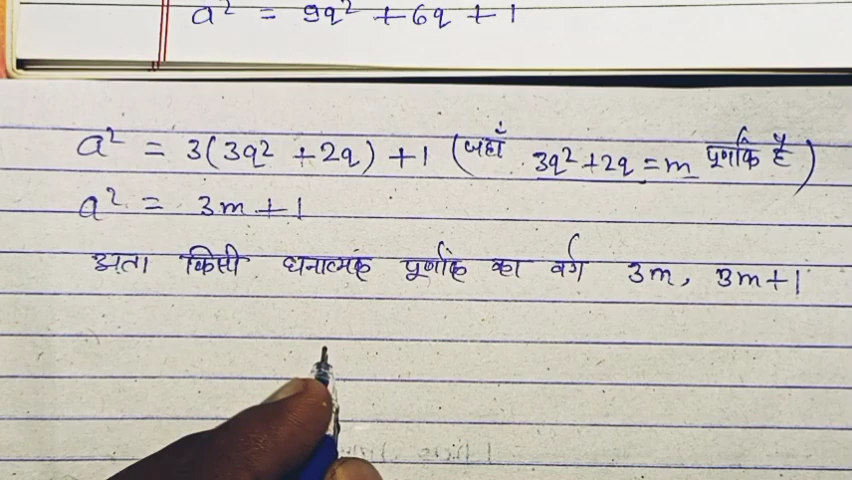 a² = 9q² + 6q + 1
a² = 3(3q² + 2q) + 1 (जहाँ 3q² + 2q = m पूर्णांक है)
a² = 3m + 1
अतः किसी धनात्मक पूर्णांक का वर्ग 3m, 3m + 1